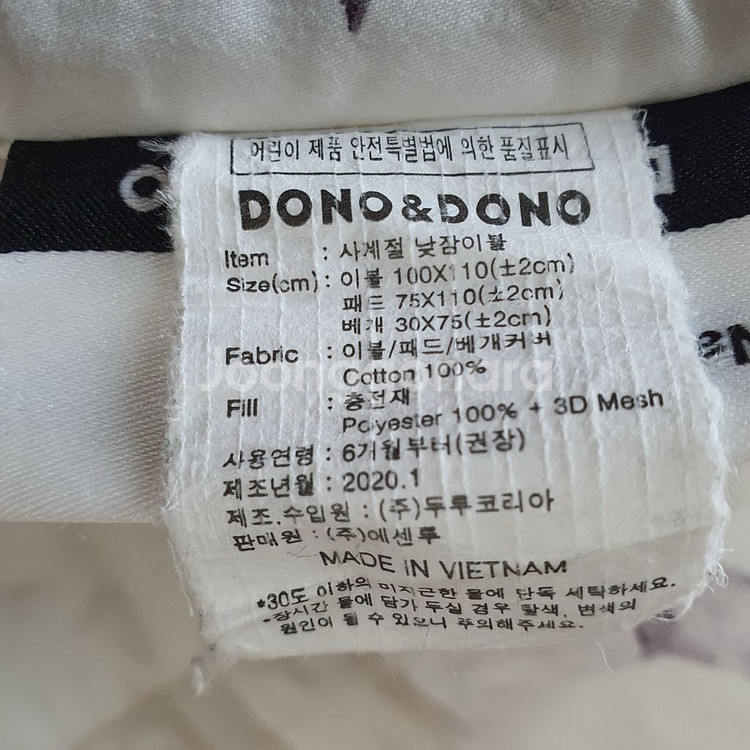 어린이 제품 안전특별법에 의한 품질표시
DONO&DONO
Item : 사계절 낮잠이불
Size(cm) : 이불 100X110(±2cm)
패드 75X110(±2cm)
베개 30X75(±2cm)
Fabric : 이불/패드/베개커버
Cotton 100%
Fill : 충전재
Polyester 100% + 3D Mesh
사용연령 : 6개월부터(권장)
제조년월 : 2020.1
제조.수입원 : (주)두루코리아
판매원 : (주)에센루
MADE IN VIETNAM
*30도 이하의 미지근한 물에 단독 세탁하세요.
*장시간 물에 담가 두실 경우 탈색, 변색의
원인이 될 수 있으니 주의해주세요.